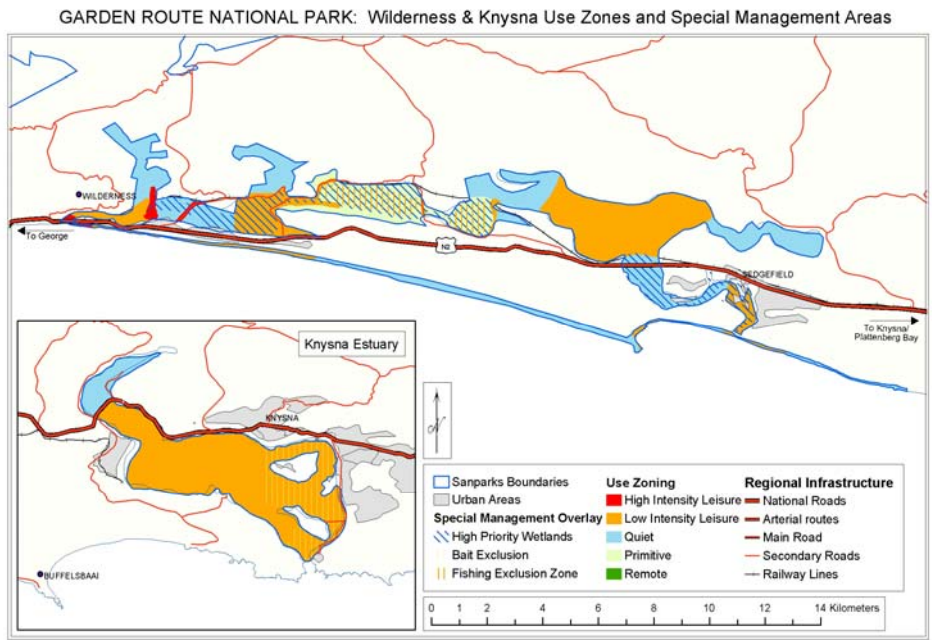 GARDEN ROUTE NATIONAL PARK: Wilderness & Knysna Use Zones and Special Management Areas
WILDERNESS
To George
N2
SEDGEFIELD
To Knysna/
Plattenberg Bay
Knysna Estuary
KNYSNA
BUFFELSBAAI
N
Sanparks Boundaries
Urban Areas
Special Management Overlay
High Priority Wetlands
Bait Exclusion
Fishing Exclusion Zone
Use Zoning
High Intensity Leisure
Low Intensity Leisure
Quiet
Primitive
Remote
Regional Infrastructure
National Roads
Arterial routes
Main Road
Secondary Roads
Railway Lines
0 1 2 4 6 8 10 12 14 Kilometers